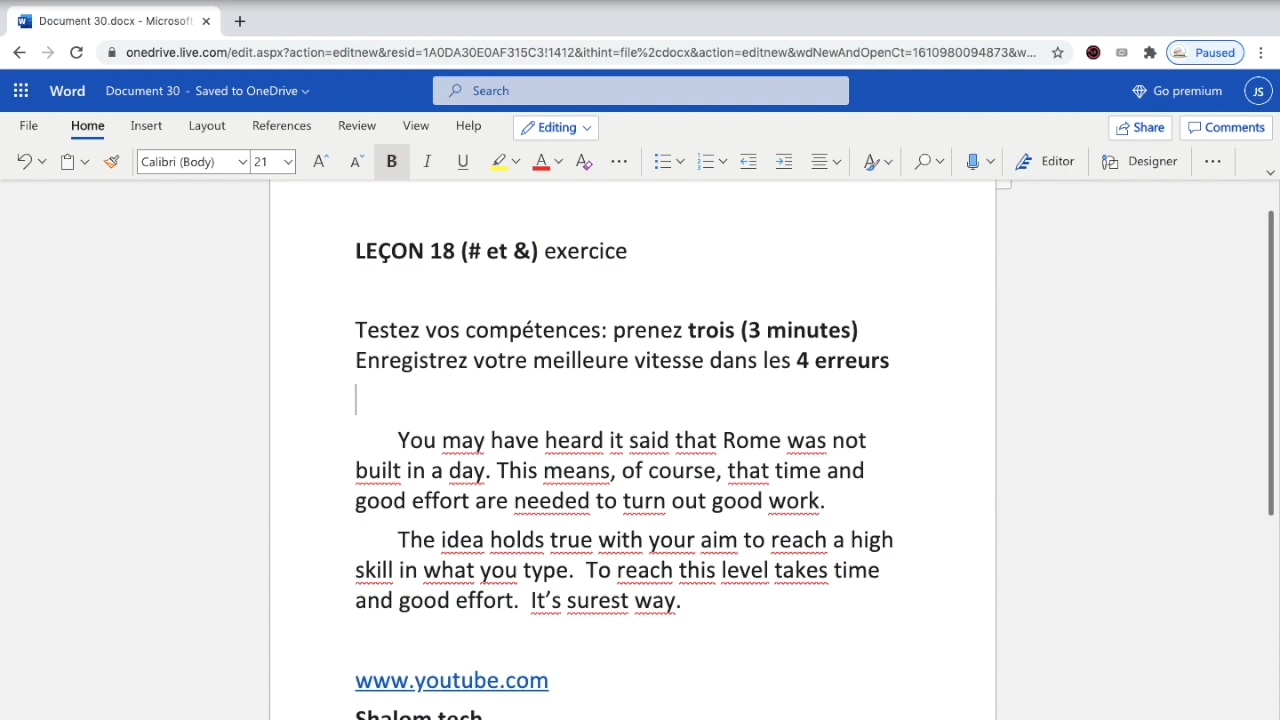 Document 30.docx - Microsoft
onedrive.live.com/edit.aspx?action=editnew&resid=1A0DA30E0AF315C3!1412&ithint=file%2cdocx&action=editnew&wdNewAndOpenCt=1610980094873&w...
Paused
Word Document 30 - Saved to OneDrive
Search
Go premium
JS
File Home Insert Layout References Review View Help Editing Share Comments
Calibri (Body) 21 A A B I U A A Editor Designer
LEÇON 18 (# et &) exercice
Testez vos compétences: prenez trois (3 minutes)
Enregistrez votre meilleure vitesse dans les 4 erreurs
You may have heard it said that Rome was not
built in a day. This means, of course, that time and
good effort are needed to turn out good work.
The idea holds true with your aim to reach a high
skill in what you type.  To reach this level takes time
and good effort.  It’s surest way.
www.youtube.com
Shalom tech